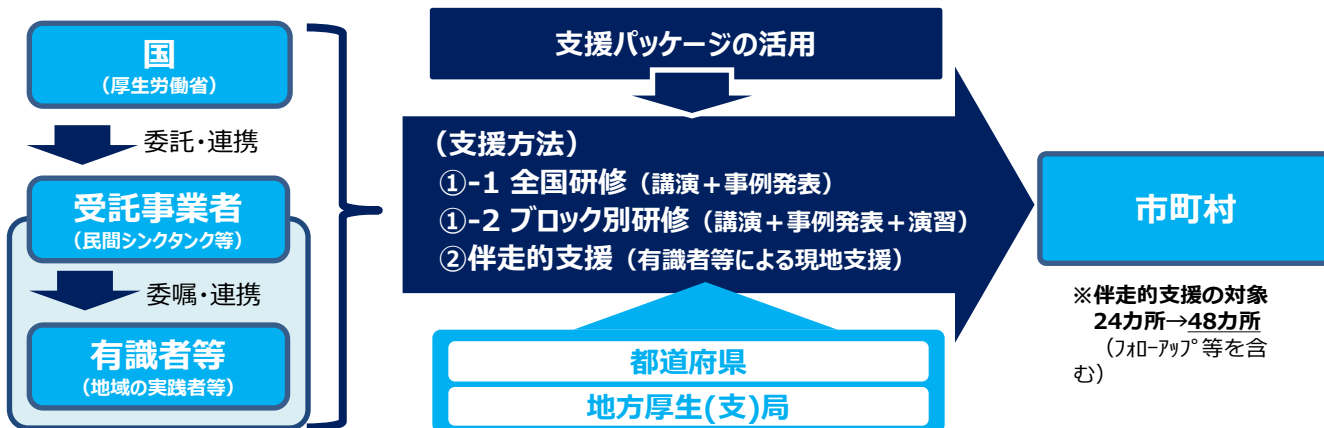 国
（厚生労働省）
委託・連携
受託事業者
（民間シンクタンク等）
委嘱・連携
有識者等
（地域の実践者等）
支援パッケージの活用
（支援方法）
①-1 全国研修（講演＋事例発表）
①-2 ブロック別研修（講演＋事例発表＋演習）
②伴走的支援（有識者等による現地支援）
都道府県
地方厚生(支)局
市町村
※伴走的支援の対象
24カ所→48カ所
（ﾌｫﾛｰｱｯﾌﾟ等を含
む）